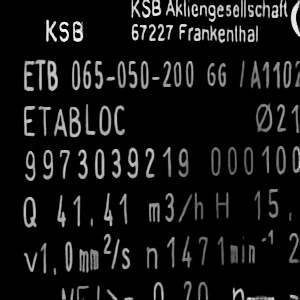 KSB KSB Aktiengesellschaft
67227 Frankenthal
ETB 065-050-200 GG /A1102
ETABLOC Ø21
9973039219 000100
Q 41.41 m3/h H 15.
v1.0mm²/s n1471min⁻¹ 2